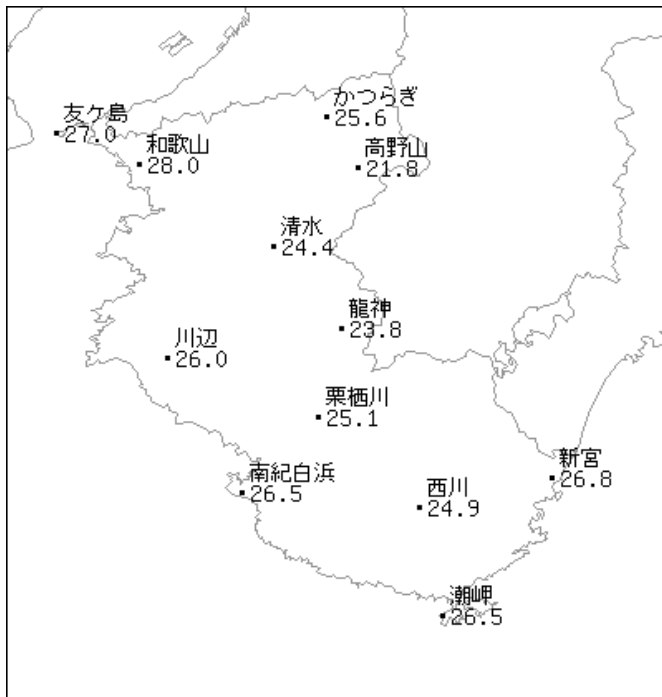 かつらぎ
25.6
友ケ島
27.0
和歌山
28.0
高野山
21.8
清水
24.4
龍神
23.8
川辺
26.0
栗栖川
25.1
新宮
26.8
南紀白浜
26.5
西川
24.9
潮岬
26.5